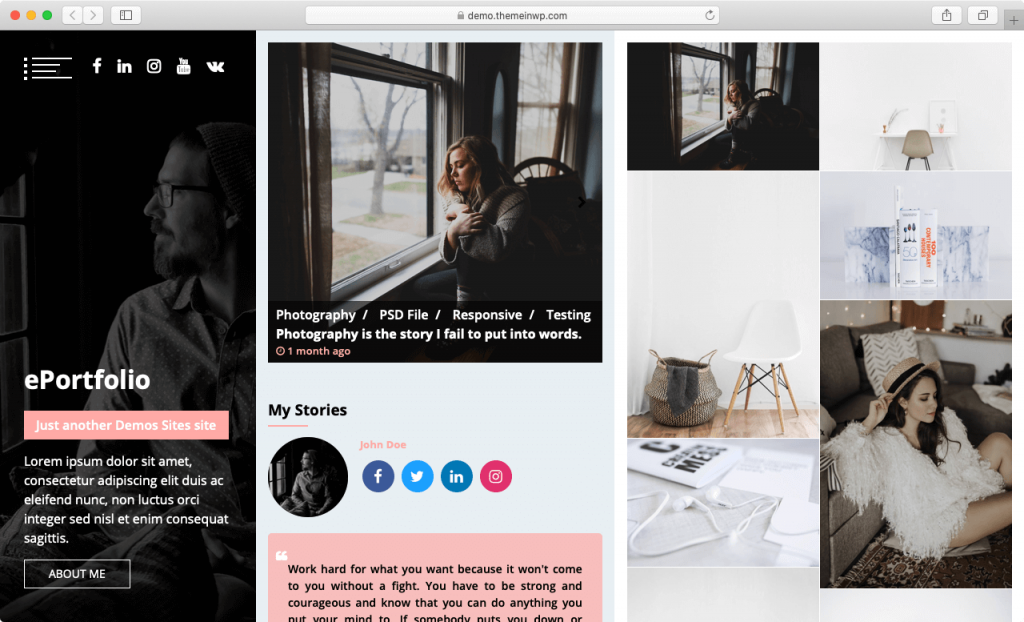 demo.themeinwp.com
ePortfolio
Just another Demos Sites site
Lorem ipsum dolor sit amet,
consectetur adipiscing elit duis ac
eleifend nunc, non luctus orci
integer sed nisl et enim consequat
sagittis.
ABOUT ME
Photography / PSD File / Responsive / Testing
Photography is the story I fail to put into words.
1 month ago
My Stories
John Doe
Work hard for what you want because it won't come
to you without a fight. You have to be strong and
courageous and know that you can do anything you
put your mind to. If somebody puts you down or
100
CONTEMPORARY
HOUSES